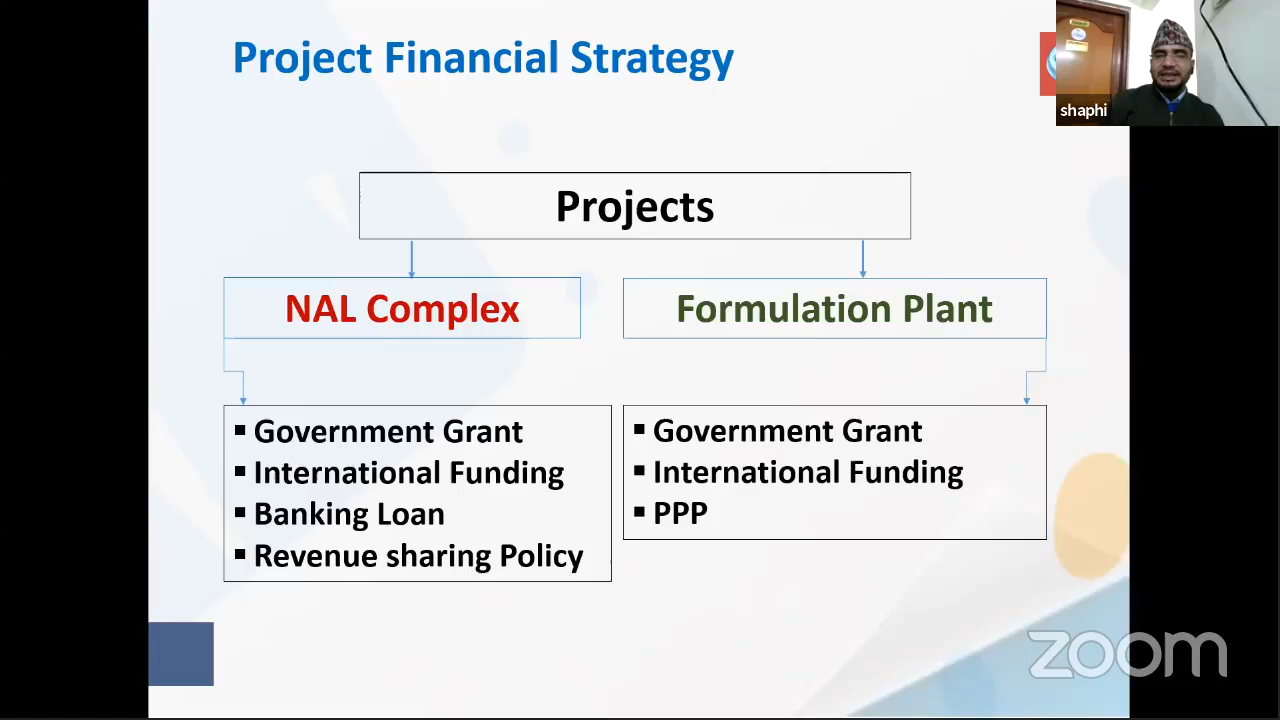 Project Financial Strategy
shaphi
Projects
NAL Complex
Formulation Plant
▪ Government Grant
▪ International Funding
▪ Banking Loan
▪ Revenue sharing Policy
▪ Government Grant
▪ International Funding
▪ PPP
zoom